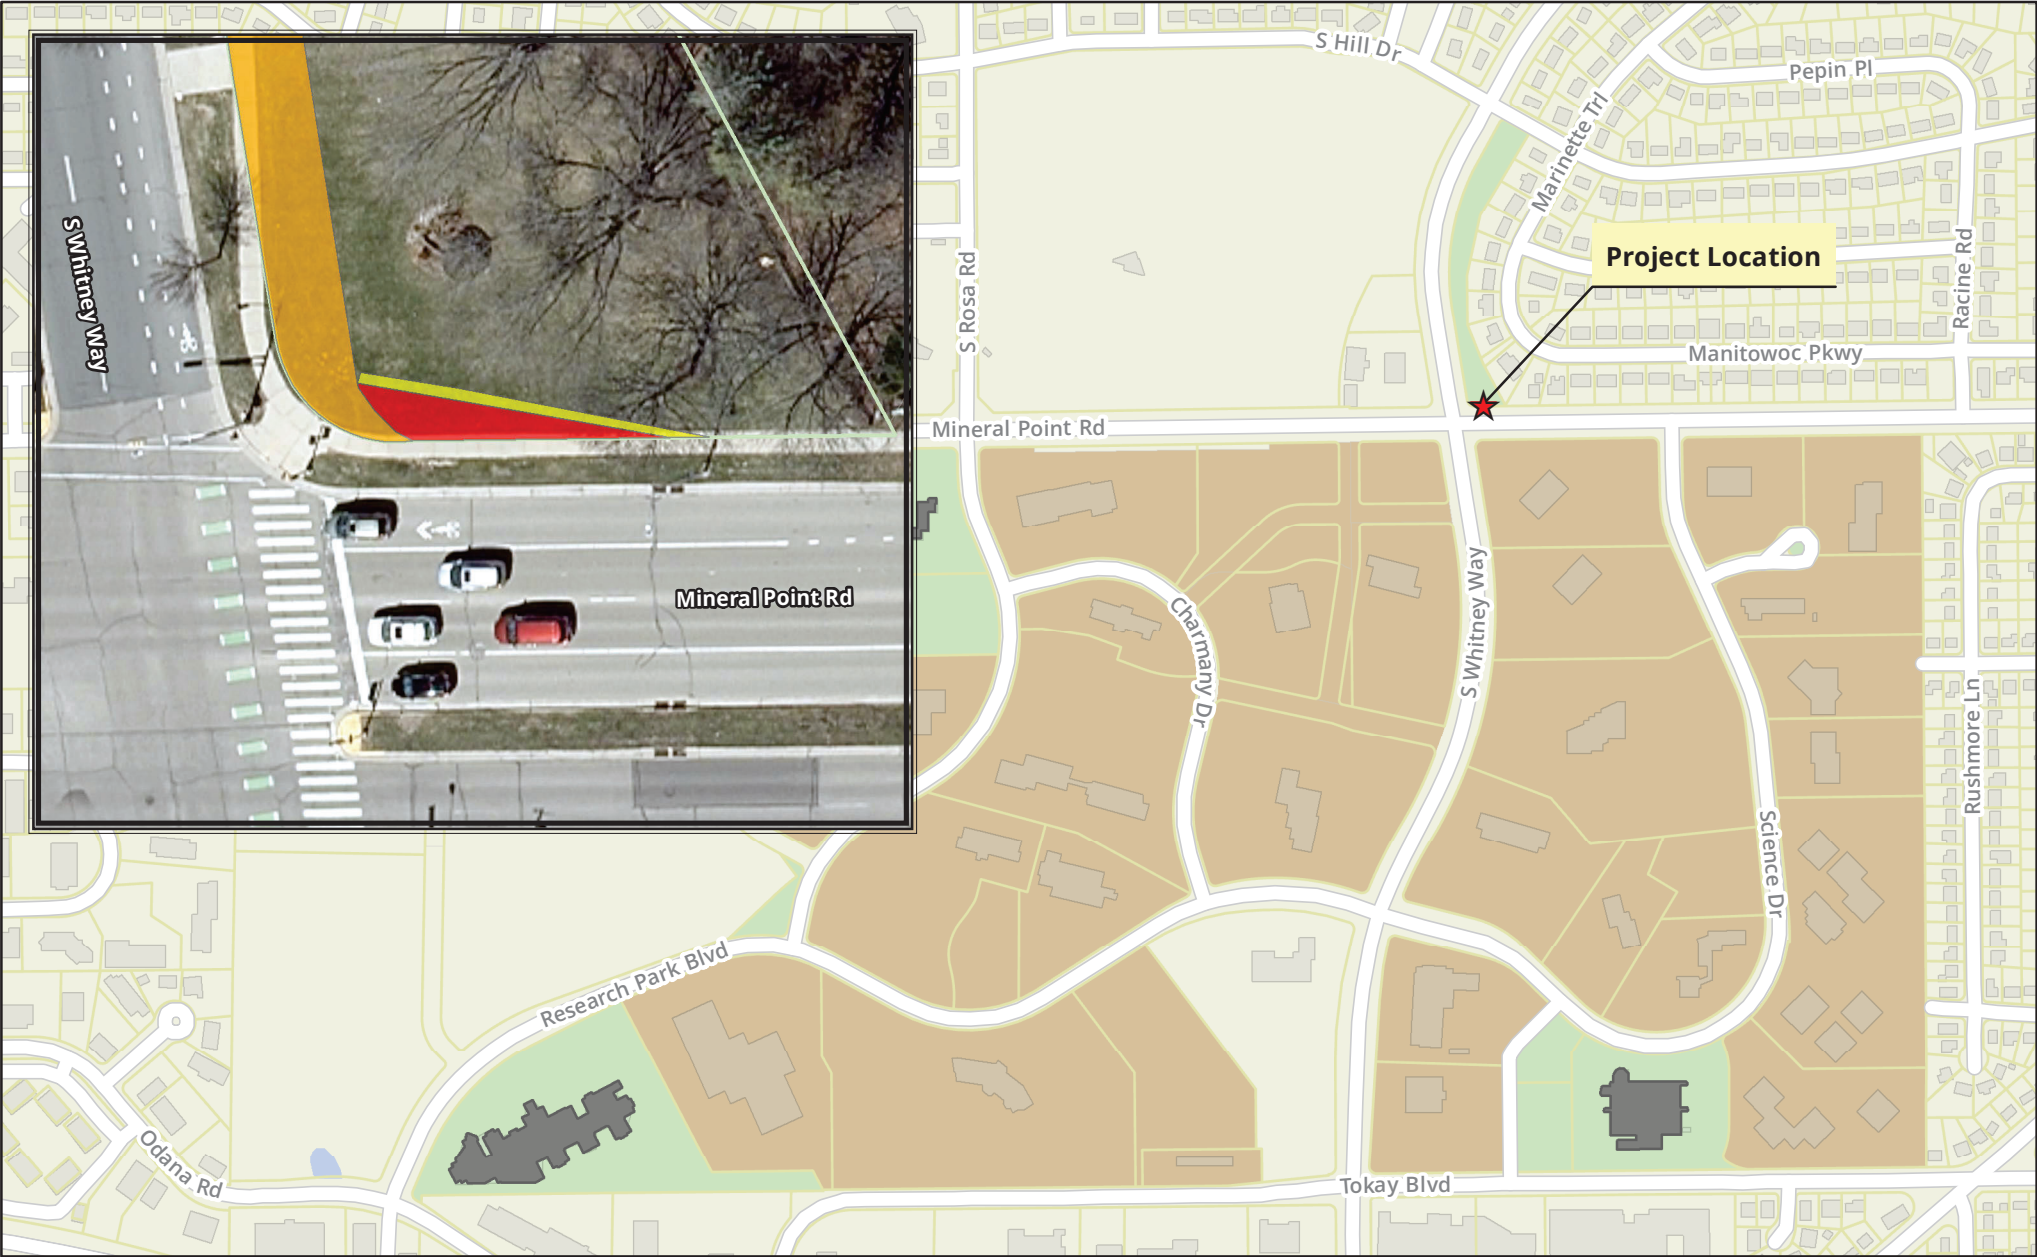 S Hill Dr
Pepin Pl
Marinette Trl
S Whitney Way
S Rosa Rd
Project Location
Racine Rd
Manitowoc Pkwy
Mineral Point Rd
Mineral Point Rd
Charmany Dr
S Whitney Way
Rushmore Ln
Science Dr
Research Park Blvd
Odana Rd
Tokay Blvd